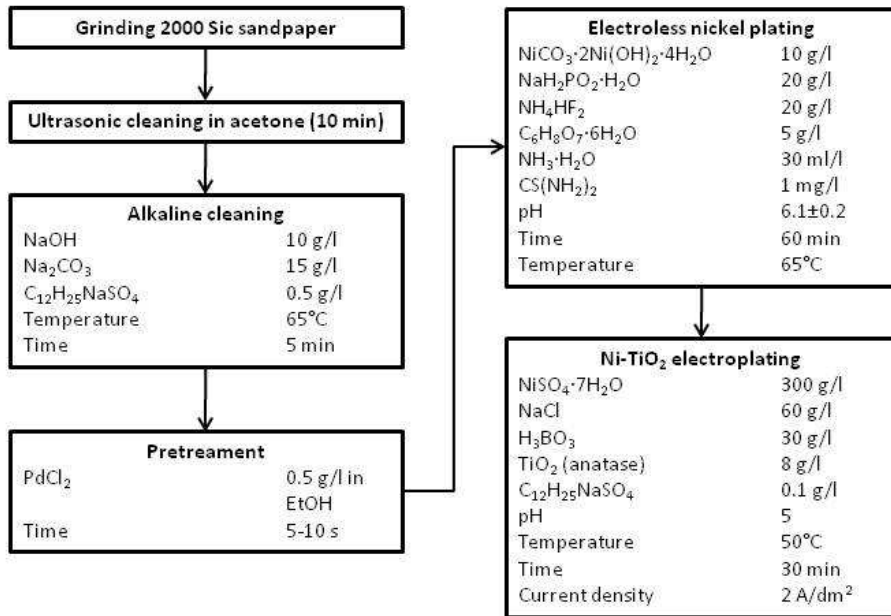 Grinding 2000 Sic sandpaper
Ultrasonic cleaning in acetone (10 min)
Alkaline cleaning
NaOH 10 g/l
Na₂CO₃ 15 g/l
C₁₂H₂₅NaSO₄ 0.5 g/l
Temperature 65°C
Time 5 min
Pretreament
PdCl₂ 0.5 g/l in
EtOH
Time 5-10 s
Electroless nickel plating
NiCO₃·2Ni(OH)₂·4H₂O 10 g/l
NaH₂PO₂·H₂O 20 g/l
NH₄HF₂ 20 g/l
C₆H₈O₇·6H₂O 5 g/l
NH₃·H₂O 30 ml/l
CS(NH₂)₂ 1 mg/l
pH 6.1±0.2
Time 60 min
Temperature 65°C
Ni-TiO₂ electroplating
NiSO₄·7H₂O 300 g/l
NaCl 60 g/l
H₃BO₃ 30 g/l
TiO₂ (anatase) 8 g/l
C₁₂H₂₅NaSO₄ 0.1 g/l
pH 5
Temperature 50°C
Time 30 min
Current density 2 A/dm²